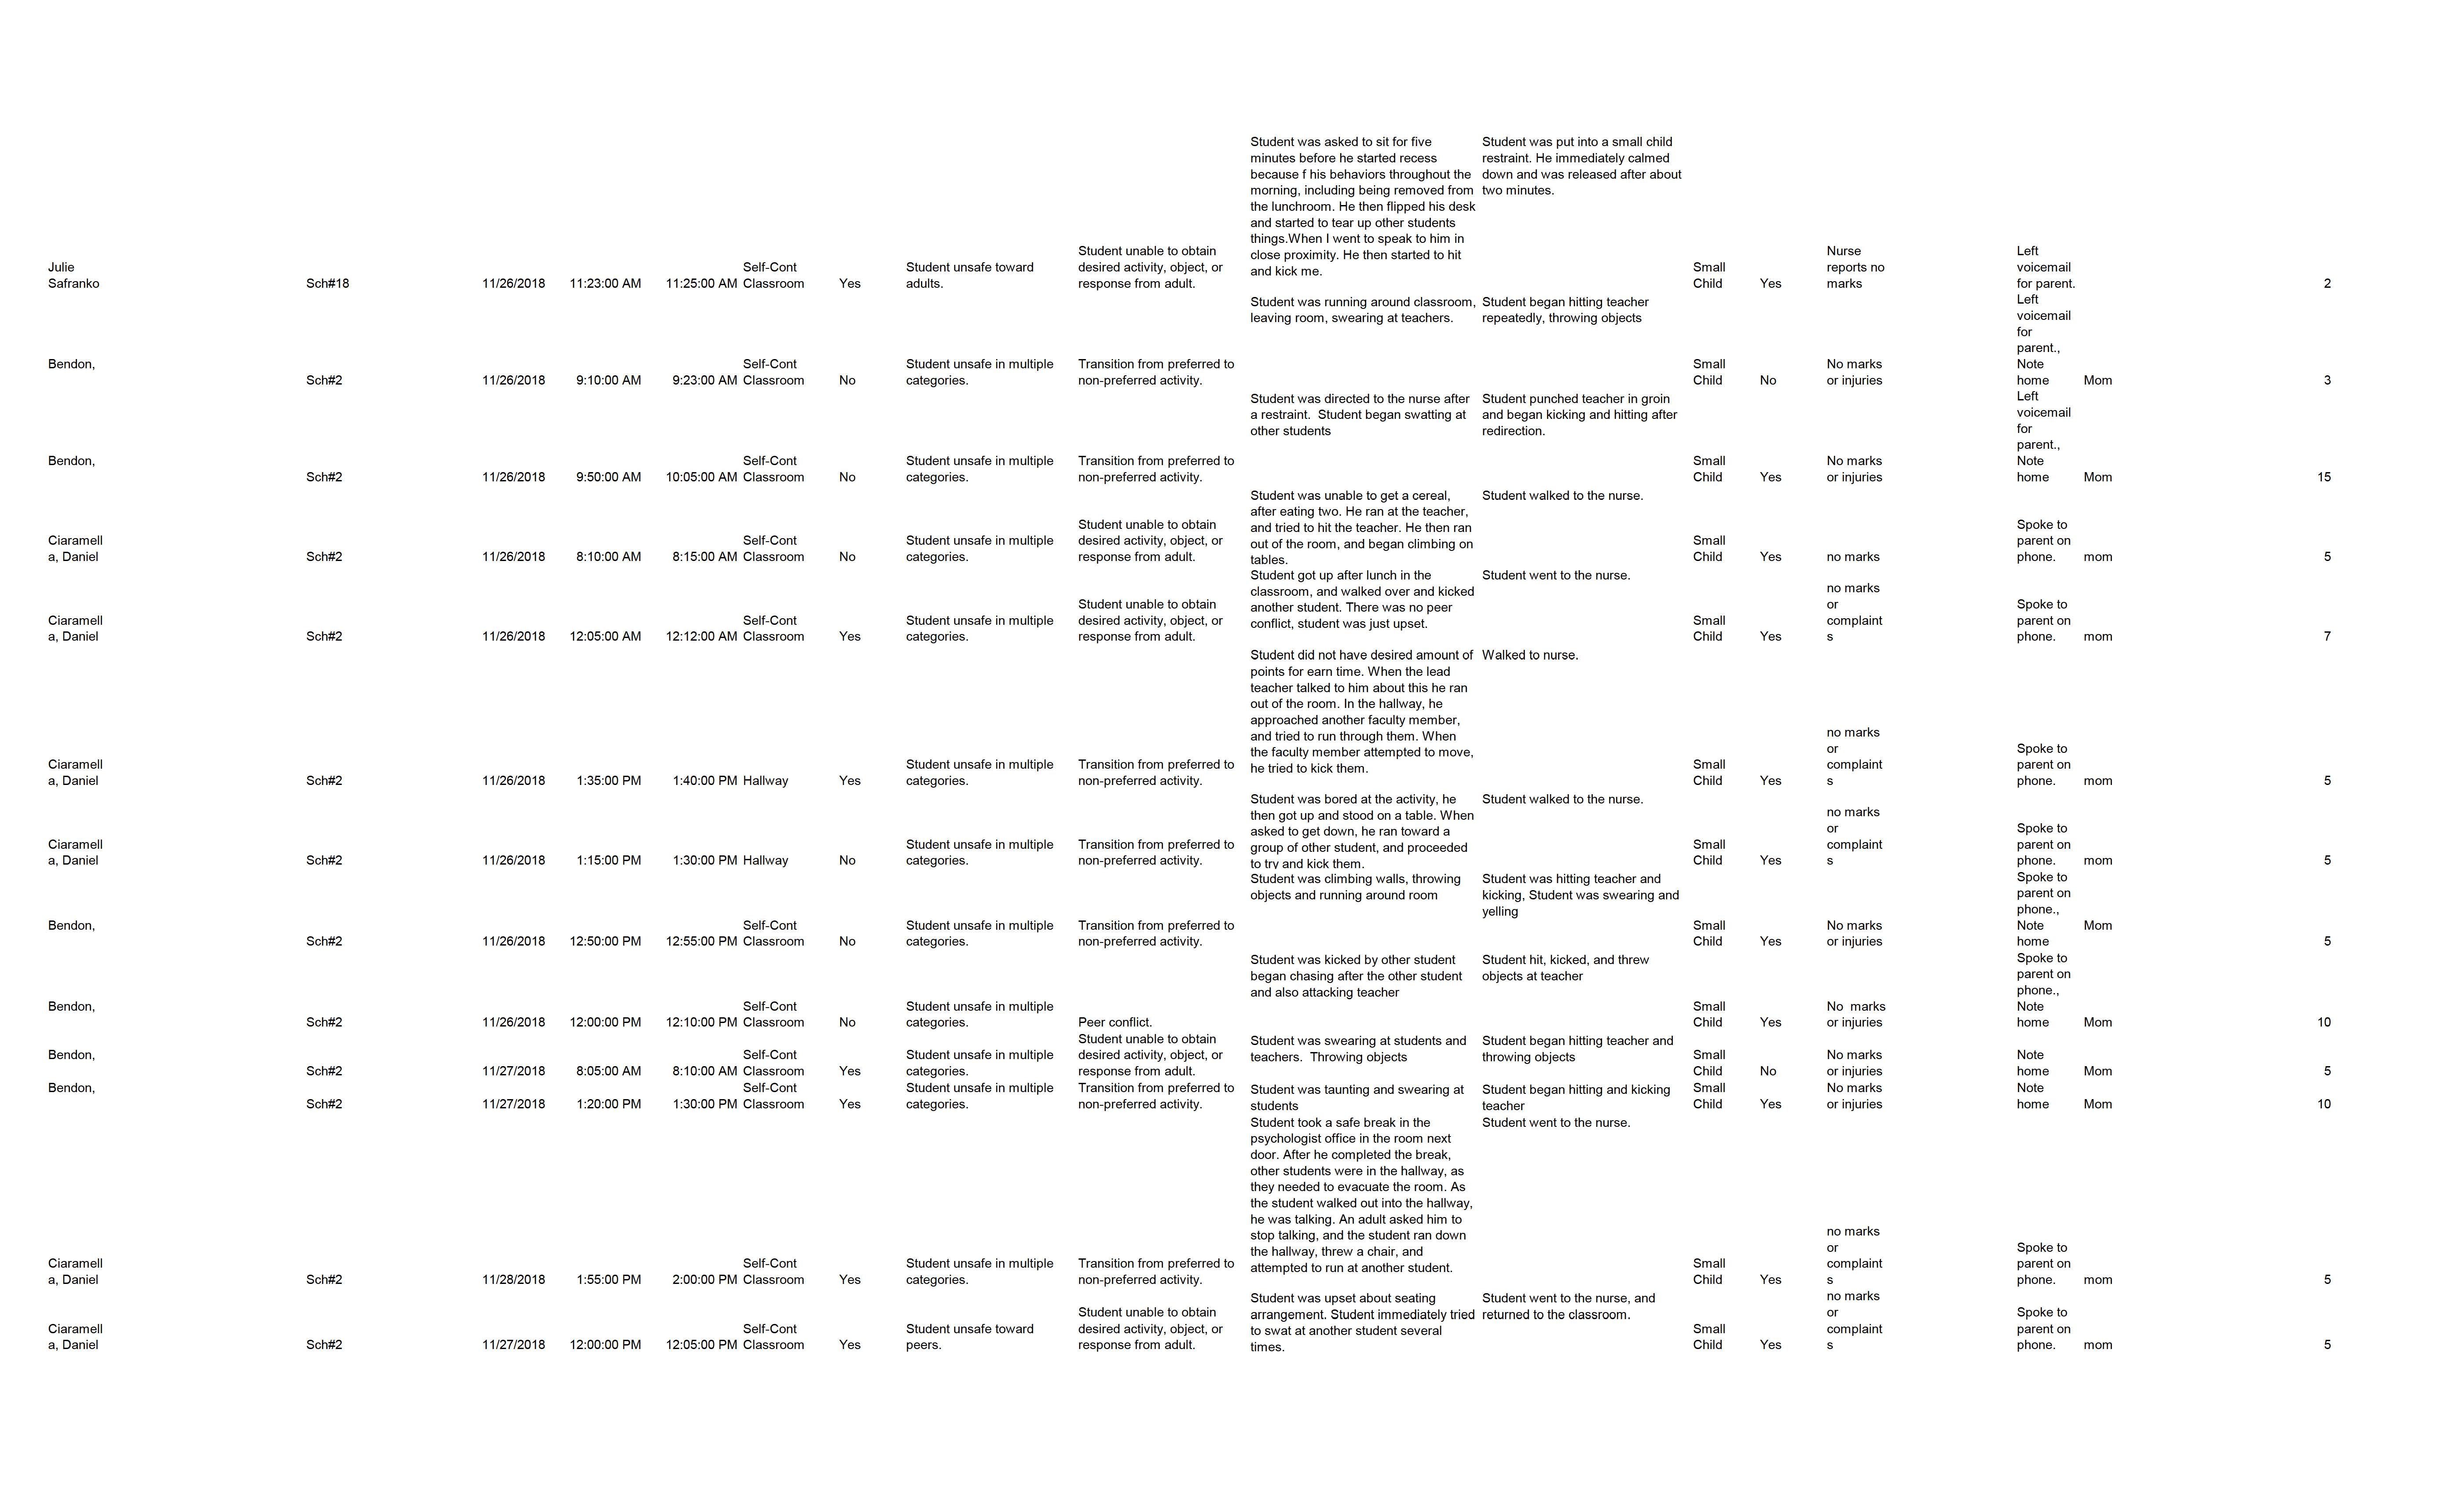 Student was asked to sit for five
minutes before he started recess
because f his behaviors throughout the
morning, including being removed from
the lunchroom. He then flipped his desk
and started to tear up other students
things.When I went to speak to him in
close proximity. He then started to hit
and kick me.
Student was put into a small child
restraint. He immediately calmed
down and was released after about
two minutes.
Julie
Safranko
Sch#18
11/26/2018
11:23:00 AM
11:25:00 AM
Self-Cont
Classroom
Yes
Student unsafe toward
adults.
Student unable to obtain
desired activity, object, or
response from adult.
Small
Child
Yes
Nurse
reports no
marks
Left
voicemail
for parent.
2
Bendon,
Sch#2
11/26/2018
9:10:00 AM
9:23:00 AM
Self-Cont
Classroom
No
Student unsafe in multiple
categories.
Transition from preferred to
non-preferred activity.
Student was running around classroom,
leaving room, swearing at teachers.
Student began hitting teacher
repeatedly, throwing objects
Small
Child
No
No marks
or injuries
Left
voicemail
for
parent.,
Note
home
Mom
3
Bendon,
Sch#2
11/26/2018
9:50:00 AM
10:05:00 AM
Self-Cont
Classroom
No
Student unsafe in multiple
categories.
Transition from preferred to
non-preferred activity.
Student was directed to the nurse after
a restraint.  Student began swatting at
other students
Student punched teacher in groin
and began kicking and hitting after
redirection.
Small
Child
Yes
No marks
or injuries
Left
voicemail
for
parent.,
Note
home
Mom
15
Ciaramell
a, Daniel
Sch#2
11/26/2018
8:10:00 AM
8:15:00 AM
Self-Cont
Classroom
No
Student unsafe in multiple
categories.
Student unable to obtain
desired activity, object, or
response from adult.
Student was unable to get a cereal,
after eating two. He ran at the teacher,
and tried to hit the teacher. He then ran
out of the room, and began climbing on
tables.
Student walked to the nurse.
Small
Child
Yes
no marks
Spoke to
parent on
phone.
mom
5
Ciaramell
a, Daniel
Sch#2
11/26/2018
12:05:00 AM
12:12:00 AM
Self-Cont
Classroom
Yes
Student unsafe in multiple
categories.
Student unable to obtain
desired activity, object, or
response from adult.
Student got up after lunch in the
classroom, and walked over and kicked
another student. There was no peer
conflict, student was just upset.
Student went to the nurse.
Small
Child
Yes
no marks
or
complaint
s
Spoke to
parent on
phone.
mom
7
Ciaramell
a, Daniel
Sch#2
11/26/2018
1:35:00 PM
1:40:00 PM
Hallway
Yes
Student unsafe in multiple
categories.
Transition from preferred to
non-preferred activity.
Student did not have desired amount of
points for earn time. When the lead
teacher talked to him about this he ran
out of the room. In the hallway, he
approached another faculty member,
and tried to run through them. When
the faculty member attempted to move,
he tried to kick them.
Walked to nurse.
Small
Child
Yes
no marks
or
complaint
s
Spoke to
parent on
phone.
mom
5
Ciaramell
a, Daniel
Sch#2
11/26/2018
1:15:00 PM
1:30:00 PM
Hallway
No
Student unsafe in multiple
categories.
Transition from preferred to
non-preferred activity.
Student was bored at the activity, he
then got up and stood on a table. When
asked to get down, he ran toward a
group of other student, and proceeded
to try and kick them.
Student walked to the nurse.
Small
Child
Yes
no marks
or
complaint
s
Spoke to
parent on
phone.
mom
5
Bendon,
Sch#2
11/26/2018
12:50:00 PM
12:55:00 PM
Self-Cont
Classroom
No
Student unsafe in multiple
categories.
Transition from preferred to
non-preferred activity.
Student was climbing walls, throwing
objects and running around room
Student was hitting teacher and
kicking, Student was swearing and
yelling
Small
Child
Yes
No marks
or injuries
Spoke to
parent on
phone.,
Note
home
Mom
5
Bendon,
Sch#2
11/26/2018
12:00:00 PM
12:10:00 PM
Self-Cont
Classroom
No
Student unsafe in multiple
categories.
Peer conflict.
Student was kicked by other student
began chasing after the other student
and also attacking teacher
Student hit, kicked, and threw
objects at teacher
Small
Child
Yes
No  marks
or injuries
Spoke to
parent on
phone.,
Note
home
Mom
10
Bendon,
Sch#2
11/27/2018
8:05:00 AM
8:10:00 AM
Self-Cont
Classroom
Yes
Student unsafe in multiple
categories.
Student unable to obtain
desired activity, object, or
response from adult.
Student was swearing at students and
teachers.  Throwing objects
Student began hitting teacher and
throwing objects
Small
Child
No
No marks
or injuries
Note
home
Mom
5
Bendon,
Sch#2
11/27/2018
1:20:00 PM
1:30:00 PM
Self-Cont
Classroom
Yes
Student unsafe in multiple
categories.
Transition from preferred to
non-preferred activity.
Student was taunting and swearing at
students
Student began hitting and kicking
teacher
Small
Child
Yes
No marks
or injuries
Note
home
Mom
10
Ciaramell
a, Daniel
Sch#2
11/28/2018
1:55:00 PM
2:00:00 PM
Self-Cont
Classroom
Yes
Student unsafe in multiple
categories.
Transition from preferred to
non-preferred activity.
Student took a safe break in the
psychologist office in the room next
door. After he completed the break,
other students were in the hallway, as
they needed to evacuate the room. As
the student walked out into the hallway,
he was talking. An adult asked him to
stop talking, and the student ran down
the hallway, threw a chair, and
attempted to run at another student.
Student went to the nurse.
Small
Child
Yes
no marks
or
complaint
s
Spoke to
parent on
phone.
mom
5
Ciaramell
a, Daniel
Sch#2
11/27/2018
12:00:00 PM
12:05:00 PM
Self-Cont
Classroom
Yes
Student unsafe toward
peers.
Student unable to obtain
desired activity, object, or
response from adult.
Student was upset about seating
arrangement. Student immediately tried
to swat at another student several
times.
Student went to the nurse, and
returned to the classroom.
Small
Child
Yes
no marks
or
complaint
s
Spoke to
parent on
phone.
mom
5